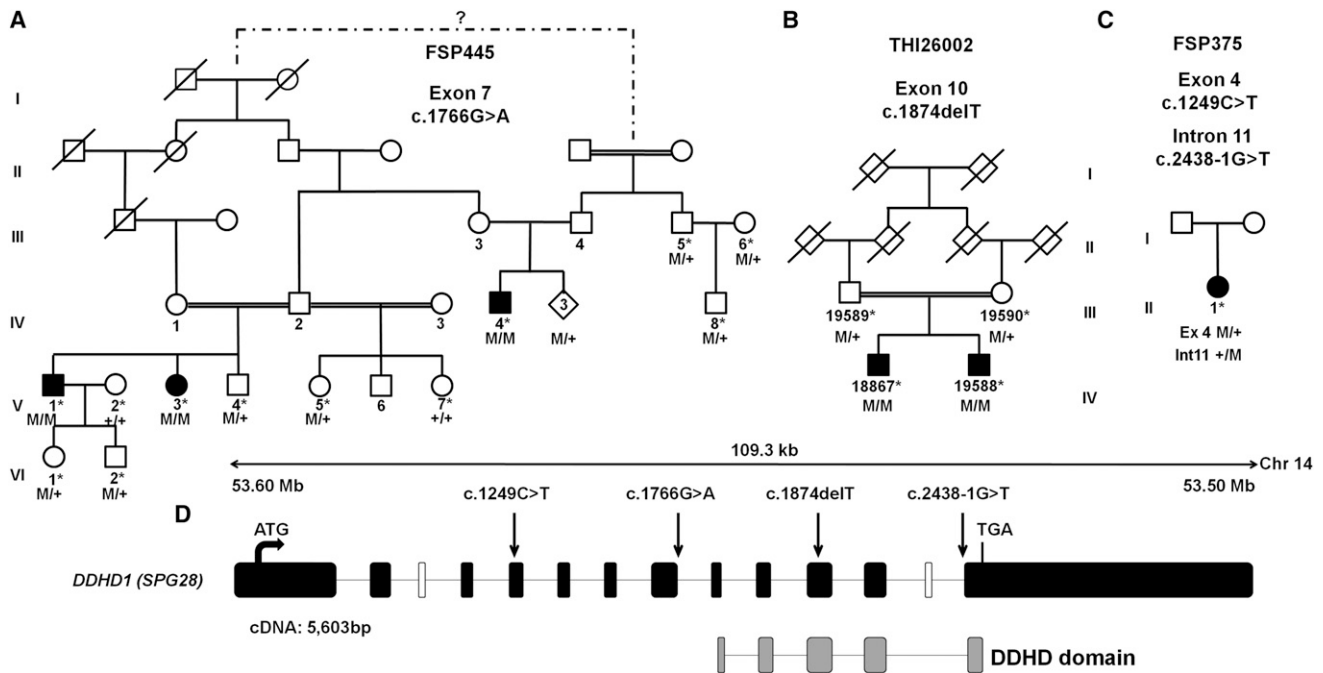 A
?
FSP445
Exon 7
c.1766G>A
I
II
III
3
4
5*
M/+
6*
M/+
IV
1
2
3
4*
M/M
3
M/+
8*
M/+
V
1*
M/M
2*
+/+
3*
M/M
4*
M/+
5*
M/+
6
7*
+/+
VI
1*
M/+
2*
M/+
B
THI26002
Exon 10
c.1874delT
I
II
19589*
M/+
19590*
M/+
III
18867*
M/M
19588*
M/M
IV
C
FSP375
Exon 4
c.1249C>T
Intron 11
c.2438-1G>T
I
II
1*
Ex 4 M/+
Int11 +/M
109.3 kb
Chr 14
53.60 Mb
53.50 Mb
D
c.1249C>T
c.1766G>A
c.1874delT
c.2438-1G>T
ATG
TGA
DDHD1 (SPG28)
cDNA: 5,603bp
DDHD domain